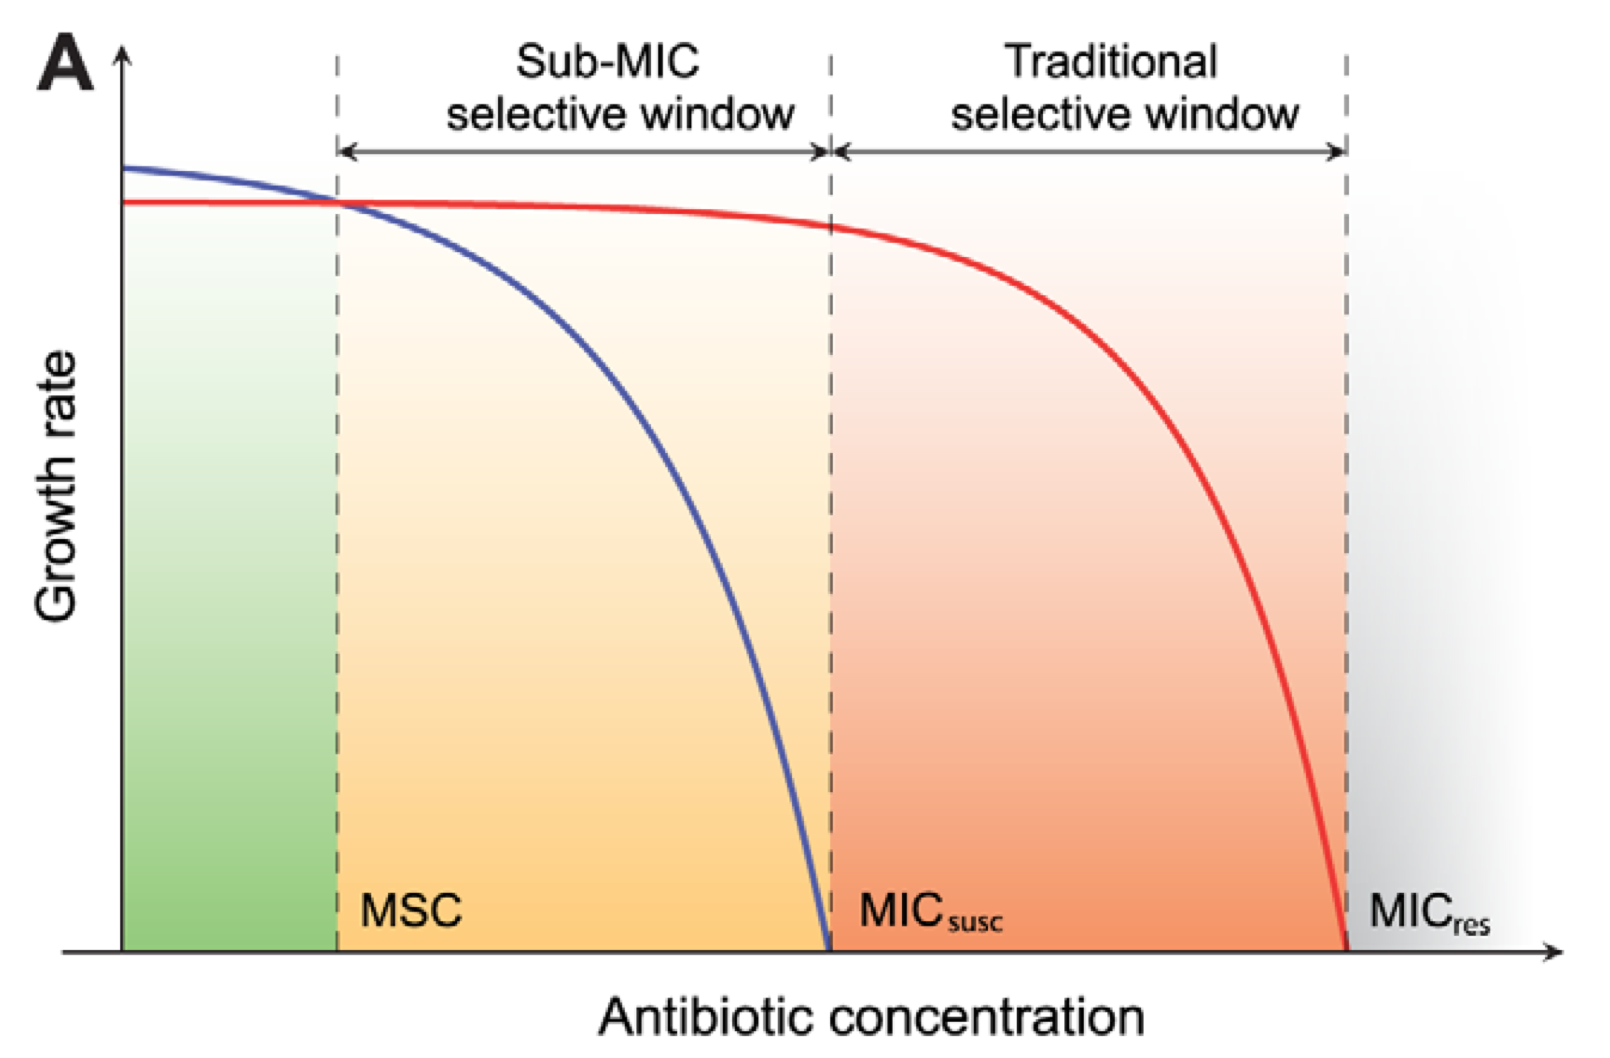 A
Sub-MIC
selective window
Traditional
selective window
Growth rate
MSC
MICsusc
MICres
Antibiotic concentration